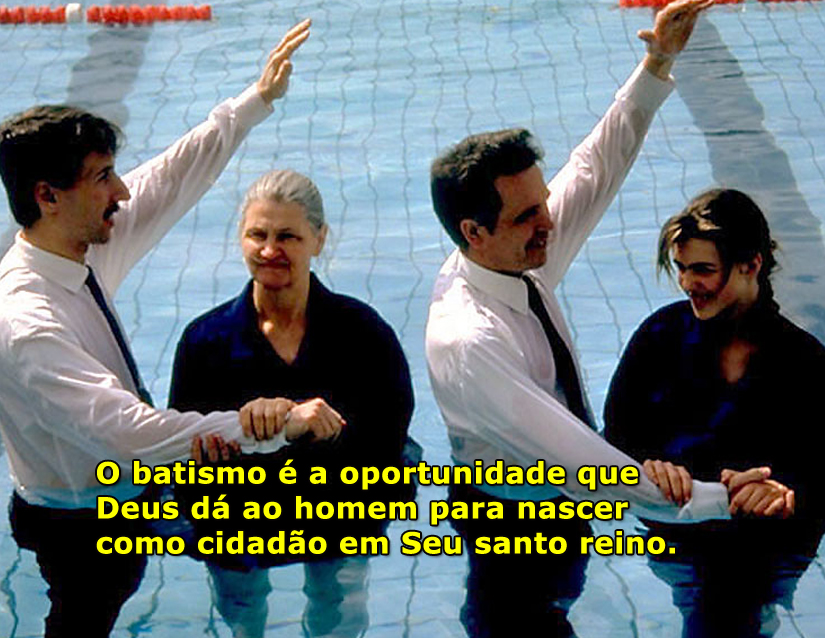 O batismo é a oportunidade que
Deus dá ao homem para nascer
como cidadão em Seu santo reino.